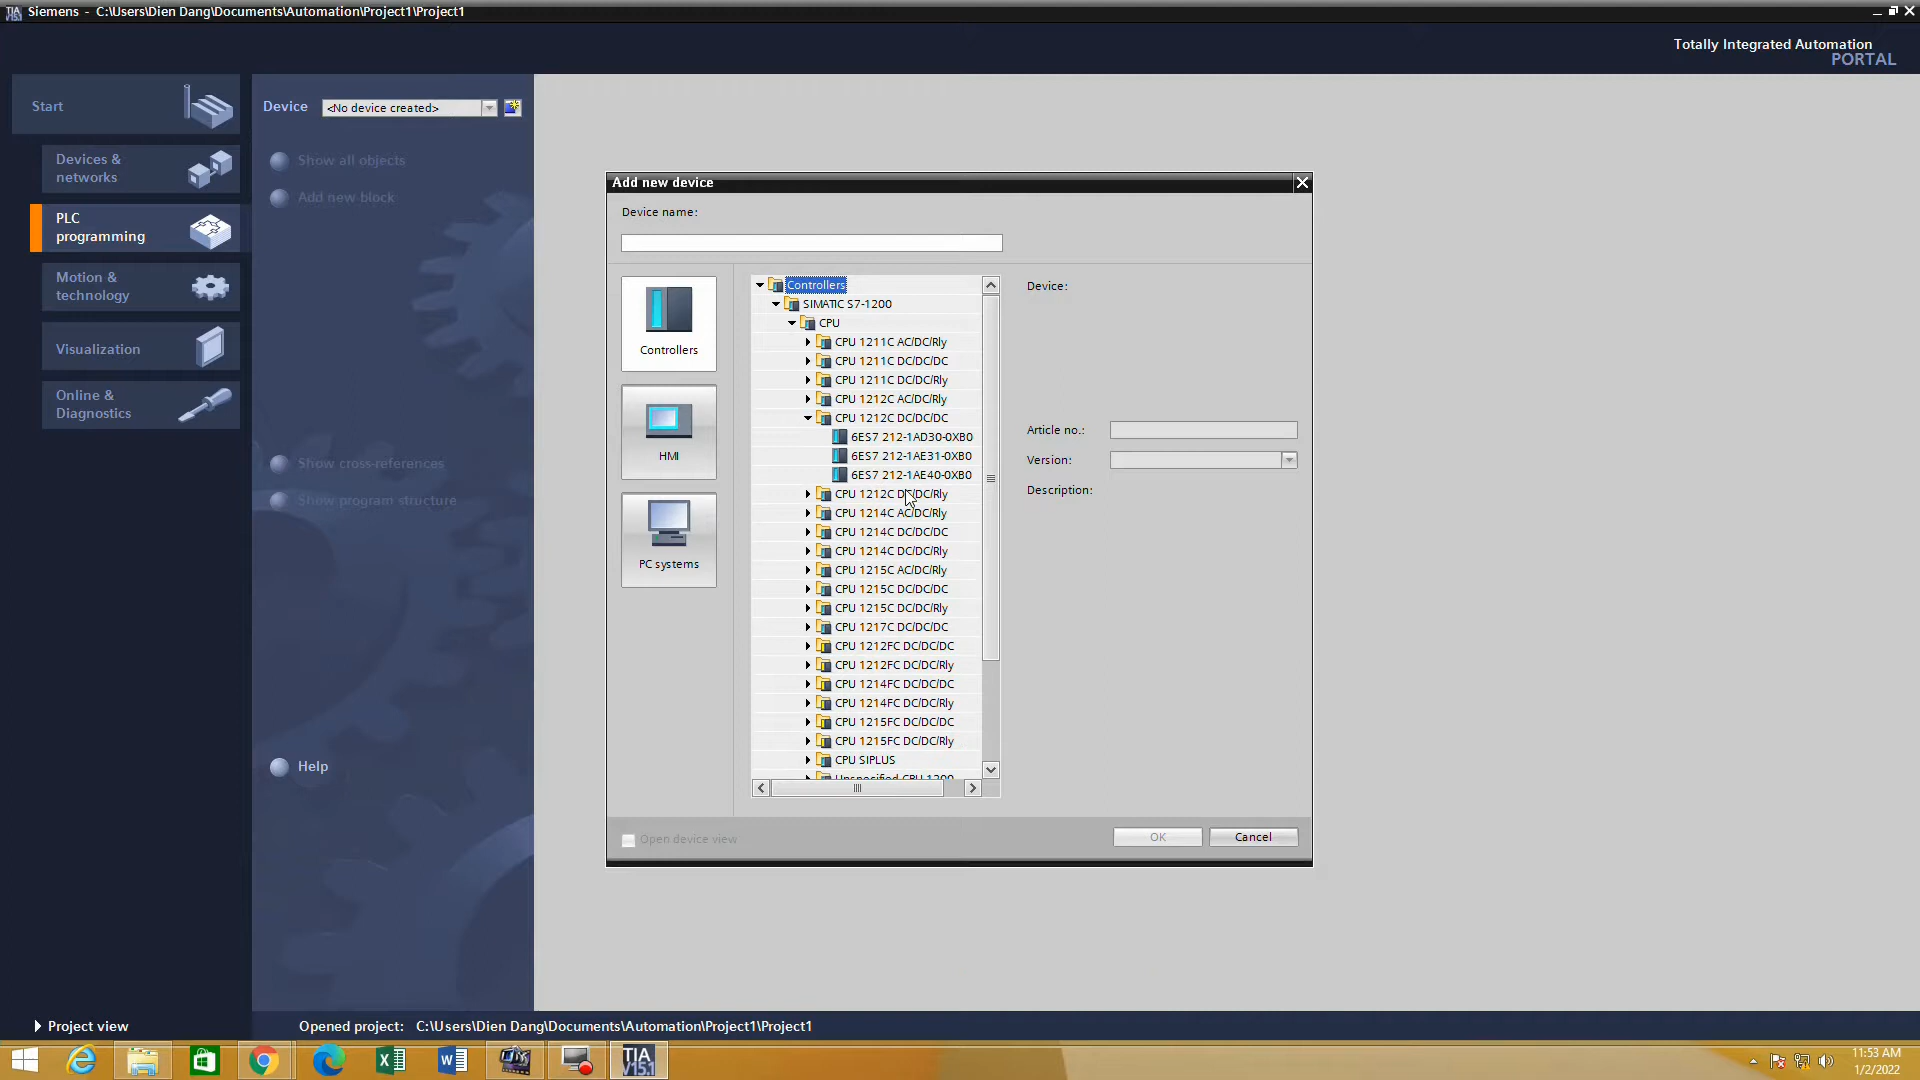 Siemens - C:\Users\Dien Dang\Documents\Automation\Project1\Project1
Totally Integrated Automation
PORTAL
Start
Devices &
networks
PLC
programming
Motion &
technology
Visualization
Online &
Diagnostics
Device
<No device created>
Show all objects
Add new block
Show cross-references
Show program structure
Help
Add new device
Device name:
Controllers
HMI
PC systems
Controllers
SIMATIC S7-1200
CPU
CPU 1211C AC/DC/Rly
CPU 1211C DC/DC/DC
CPU 1211C DC/DC/Rly
CPU 1212C AC/DC/Rly
CPU 1212C DC/DC/DC
6ES7 212-1AD30-0XB0
6ES7 212-1AE31-0XB0
6ES7 212-1AE40-0XB0
CPU 1212C DC/DC/Rly
CPU 1214C AC/DC/Rly
CPU 1214C DC/DC/DC
CPU 1214C DC/DC/Rly
CPU 1215C AC/DC/Rly
CPU 1215C DC/DC/DC
CPU 1215C DC/DC/Rly
CPU 1217C DC/DC/DC
CPU 1212FC DC/DC/DC
CPU 1212FC DC/DC/Rly
CPU 1214FC DC/DC/DC
CPU 1214FC DC/DC/Rly
CPU 1215FC DC/DC/DC
CPU 1215FC DC/DC/Rly
CPU SIPLUS
Unspecified CPU 1200
Device:
Article no.:
Version:
Description:
Open device view
OK
Cancel
Project view
Opened project: C:\Users\Dien Dang\Documents\Automation\Project1\Project1
TIA
V15.1
11:53 AM
1/2/2022